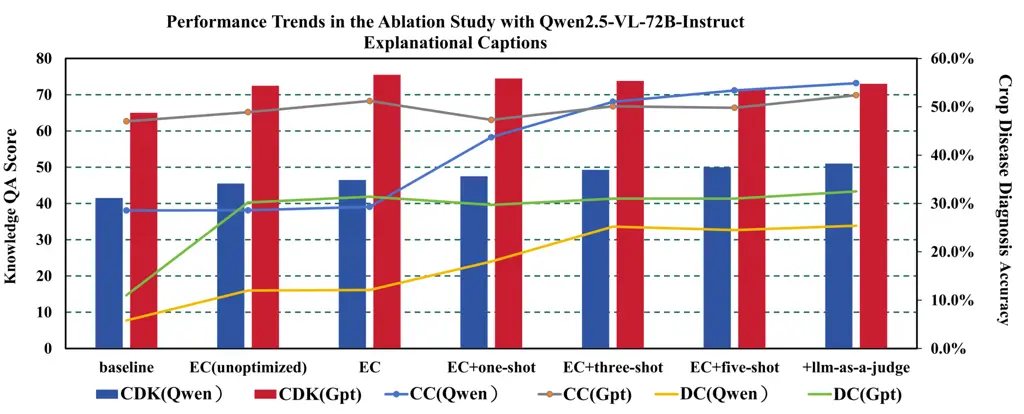 Performance Trends in the Ablation Study with Qwen2.5-VL-72B-Instruct
Explanational Captions
80
70
60
50
40
30
20
10
0
Knowledge QA Score
60.0%
50.0%
40.0%
30.0%
20.0%
10.0%
0.0%
Crop Disease Diagnosis Accuracy
baseline EC(unoptimized) EC EC+one-shot EC+three-shot EC+five-shot +llm-as-a-judge
CDK(Qwen） CDK(Gpt) CC(Qwen） CC(Gpt) DC(Qwen） DC(Gpt)